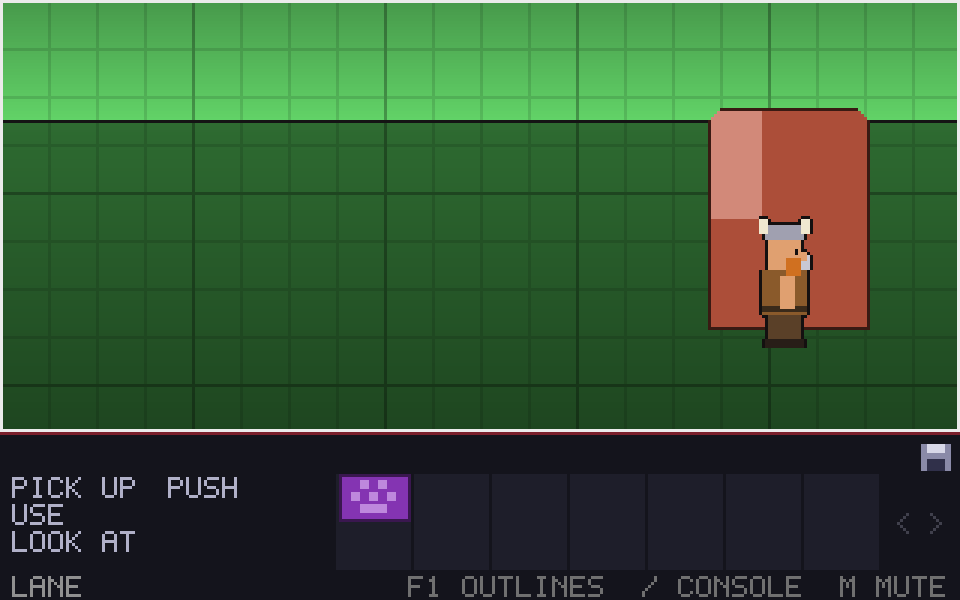 PICK UP PUSH
USE
LOOK AT
LANE F1 OUTLINES / CONSOLE M MUTE